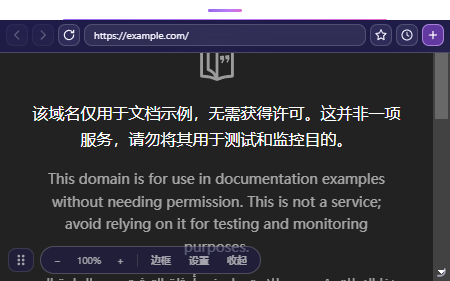 https://example.com/
该域名仅用于文档示例，无需获得许可。这并非一项
服务，请勿将其用于测试和监控目的。
This domain is for use in documentation examples
without needing permission. This is not a service;
avoid relying on it for testing and monitoring
purposes.
− 100% + 边框 设置 收起